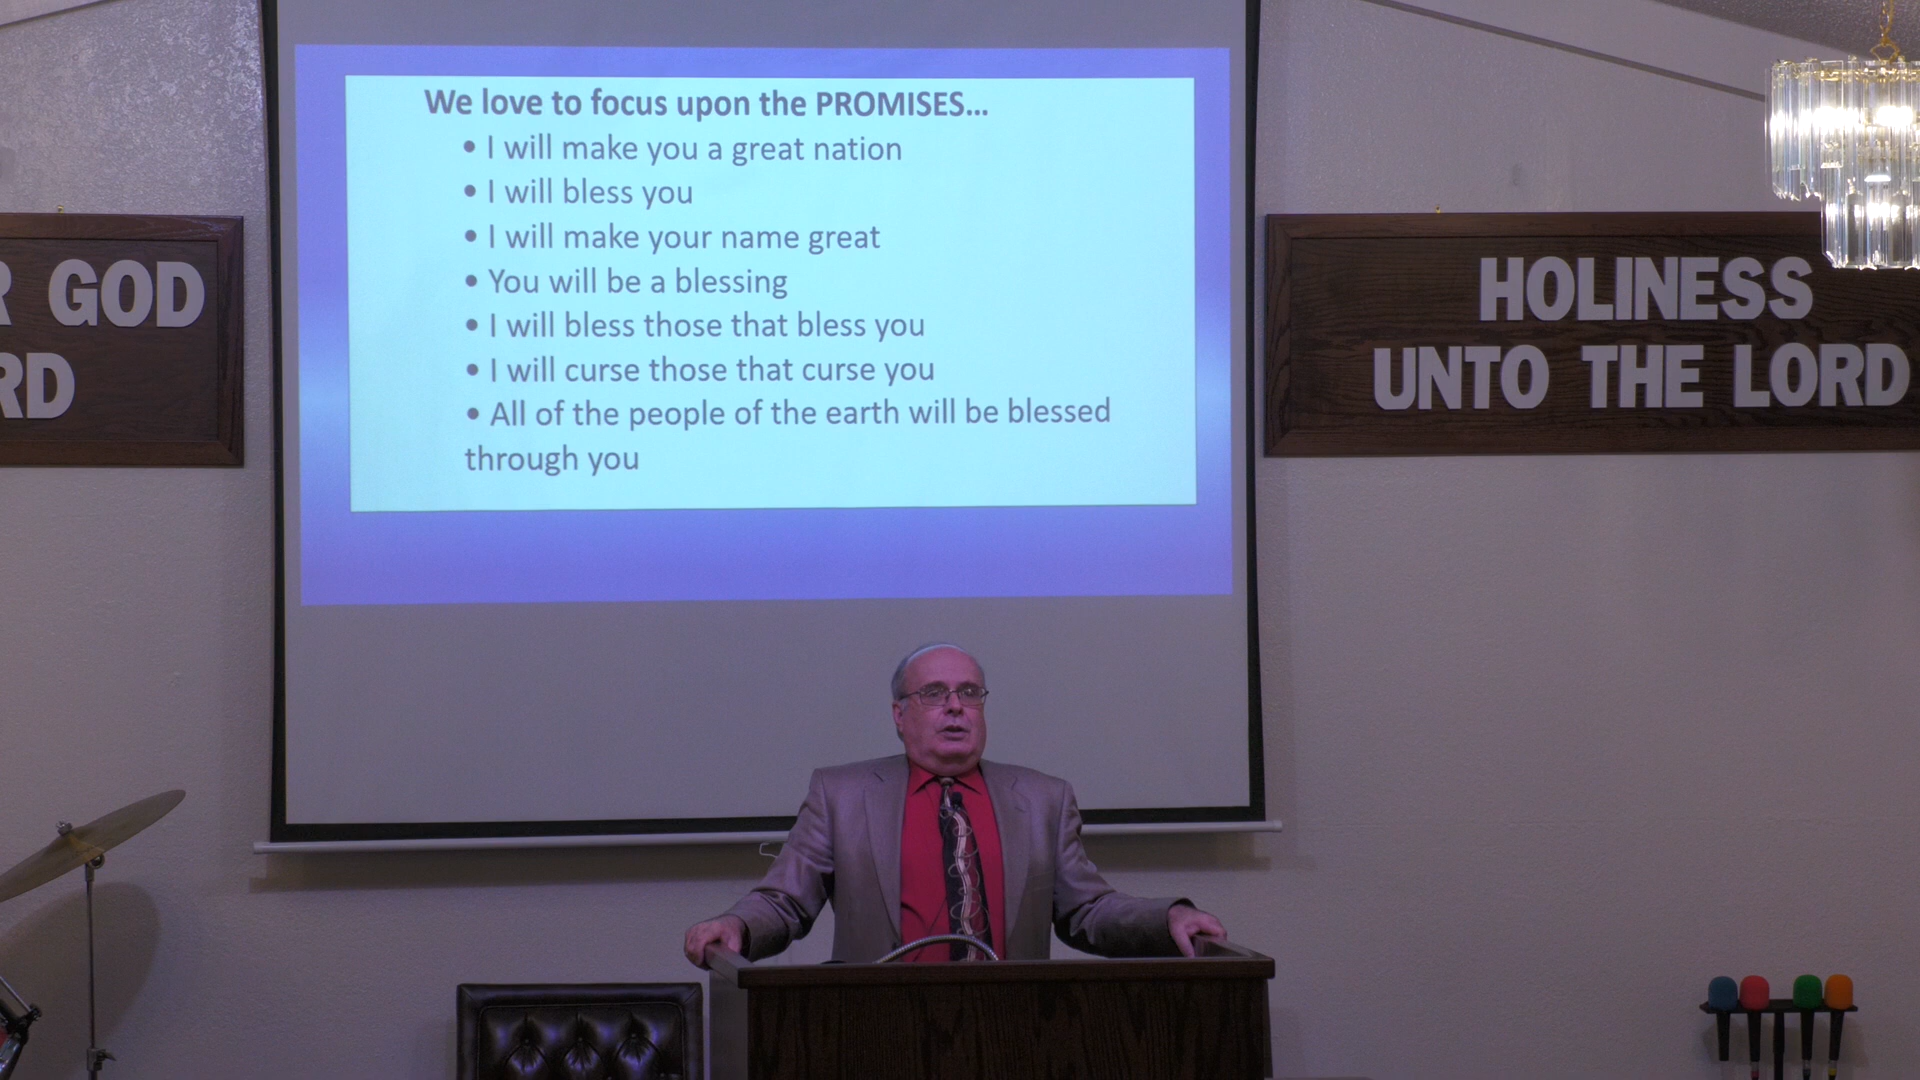 We love to focus upon the PROMISES...
• I will make you a great nation
• I will bless you
• I will make your name great
• You will be a blessing
• I will bless those that bless you
• I will curse those that curse you
• All of the people of the earth will be blessed
through you
GOD
HOLINESS
UNTO THE LORD